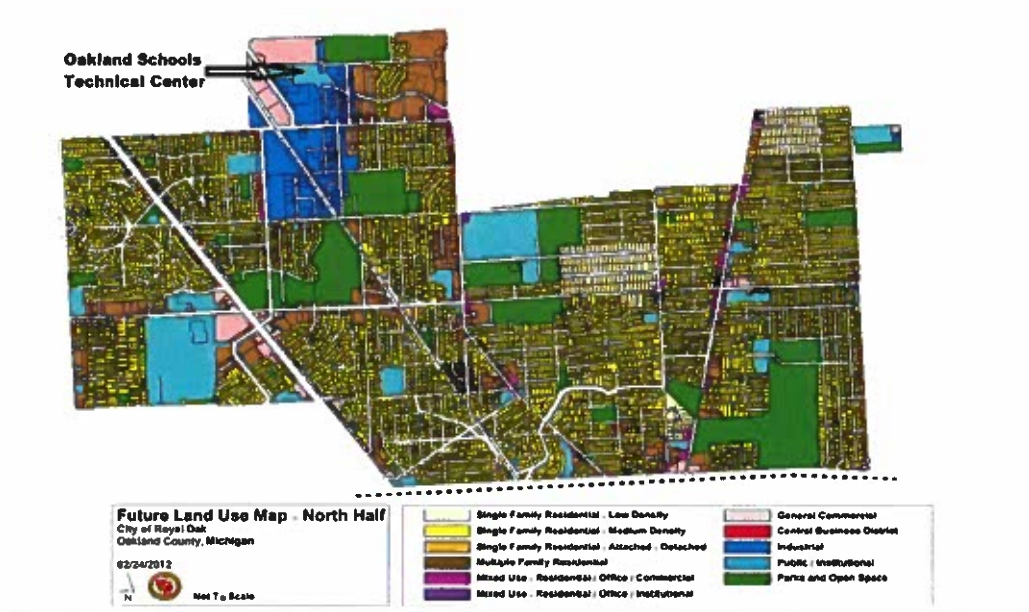 Oakland Schools
Technical Center
Future Land Use Map - North Half
City of Royal Oak
Oakland County, Michigan
02/24/2012
N
Not To Scale
Single Family Residential - Low Density
Single Family Residential - Medium Density
Single Family Residential - Attached - Detached
Multiple Family Residential
Mixed Use - Residential / Office / Commercial
Mixed Use - Residential / Office / Institutional
General Commercial
Central Business District
Industrial
Public / Institutional
Parks and Open Space